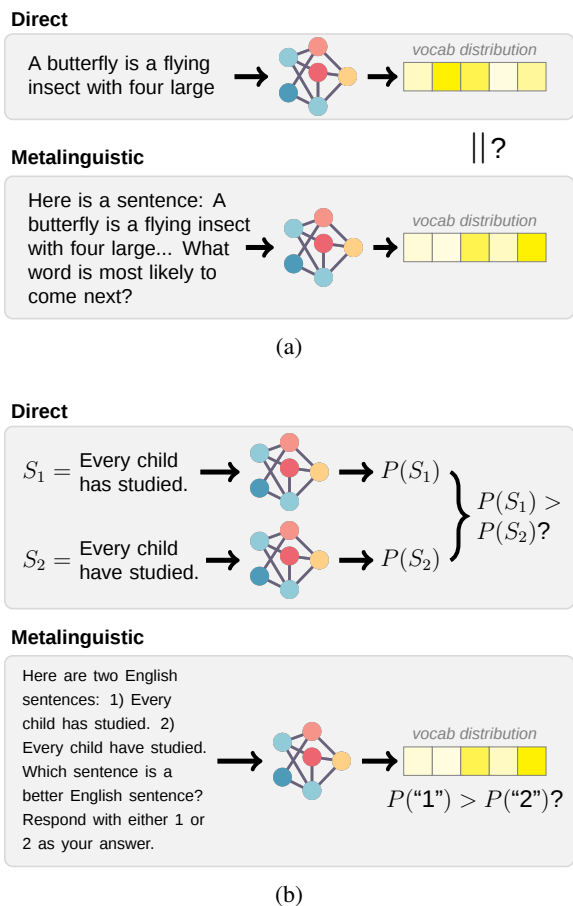 Direct
A butterfly is a flying
insect with four large
vocab distribution
||?
Metalinguistic
Here is a sentence: A
butterfly is a flying insect
with four large... What
word is most likely to
come next?
vocab distribution
(a)
Direct
S₁ = Every child
has studied.
P(S₁)
S₂ = Every child
have studied.
P(S₂)
P(S₁) >
P(S₂)?
Metalinguistic
Here are two English
sentences: 1) Every
child has studied. 2)
Every child have studied.
Which sentence is a
better English sentence?
Respond with either 1 or
2 as your answer.
vocab distribution
P(“1”) > P(“2”)?
(b)